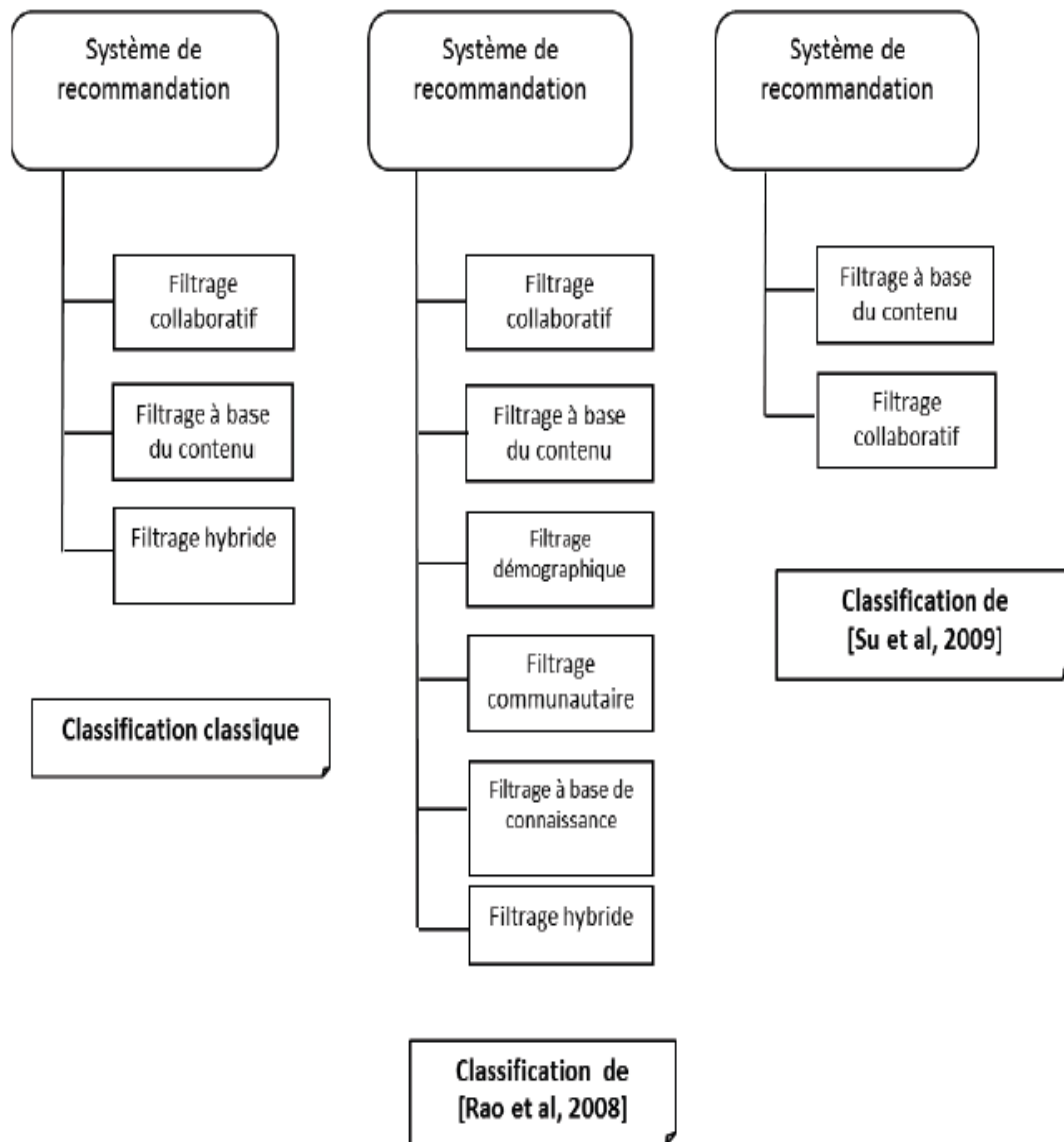 Système de
recommandation
Filtrage
collaboratif
Filtrage à base
du contenu
Filtrage hybride
Classification classique
Système de
recommandation
Filtrage
collaboratif
Filtrage à base
du contenu
Filtrage
démographique
Filtrage
communautaire
Filtrage à base de
connaissance
Filtrage hybride
Classification de
[Rao et al, 2008]
Système de
recommandation
Filtrage à base
du contenu
Filtrage
collaboratif
Classification de
[Su et al, 2009]